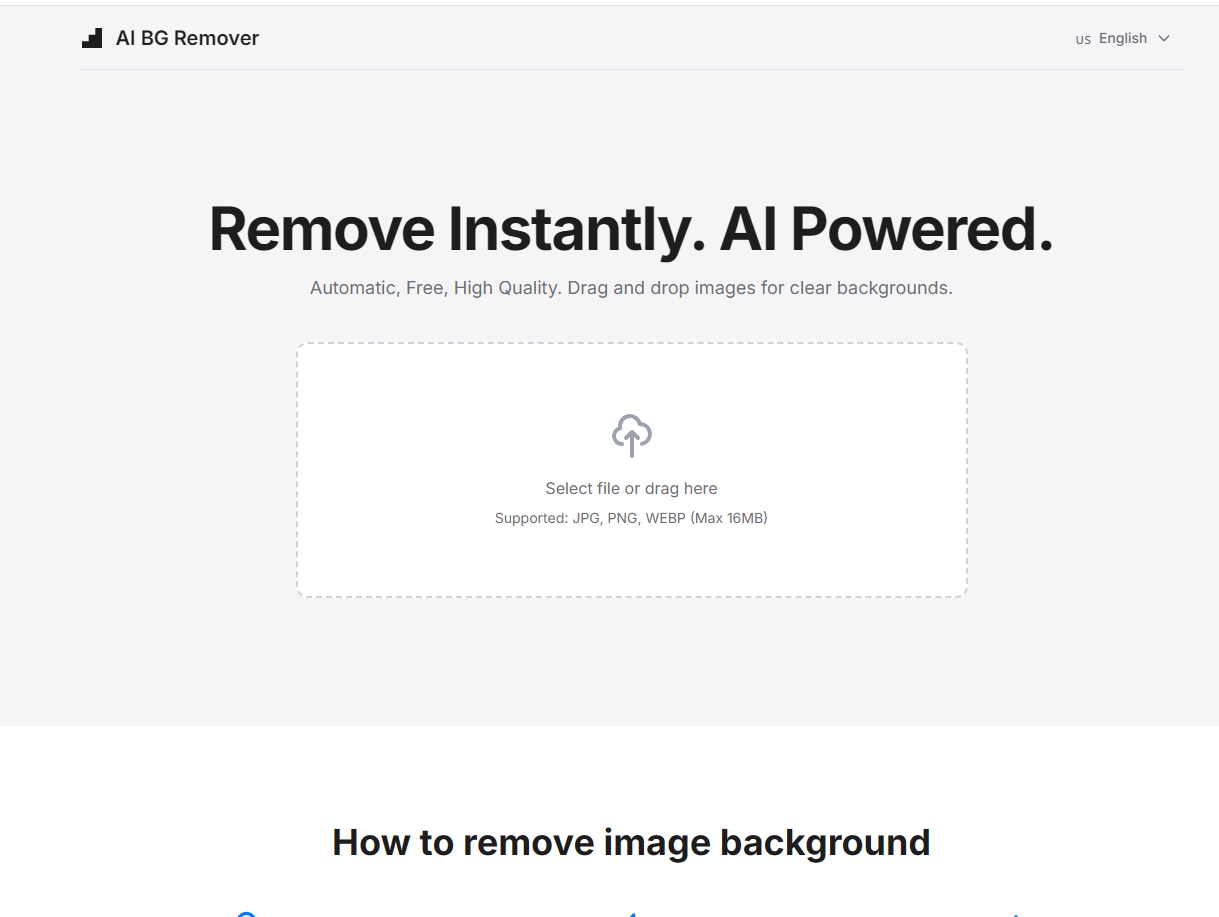 AI BG Remover
US English
Remove Instantly. AI Powered.
Automatic, Free, High Quality. Drag and drop images for clear backgrounds.
Select file or drag here
Supported: JPG, PNG, WEBP (Max 16MB)
How to remove image background